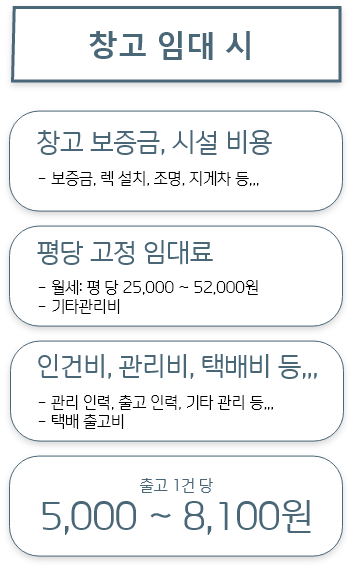 창고 임대 시
창고 보증금, 시설 비용
- 보증금, 렉 설치, 조명, 지게차 등,,,
평당 고정 임대료
- 월세: 평 당 25,000 ~ 52,000원
- 기타관리비
인건비, 관리비, 택배비 등,,,
- 관리 인력, 출고 인력, 기타 관리 등,,,
- 택배 출고비
출고 1건 당
5,000 ~ 8,100원